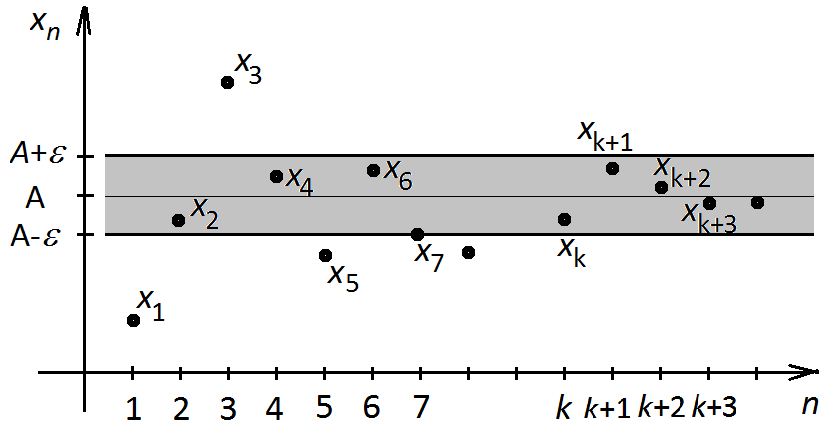 xₙ
x₃
A+ε
x₄
x₆
xₖ₊₁
xₖ₊₂
A
x₂
xₖ₊₃
A-ε
x₅
x₇
xₖ
x₁
1 2 3 4 5 6 7 k k+1 k+2 k+3 n